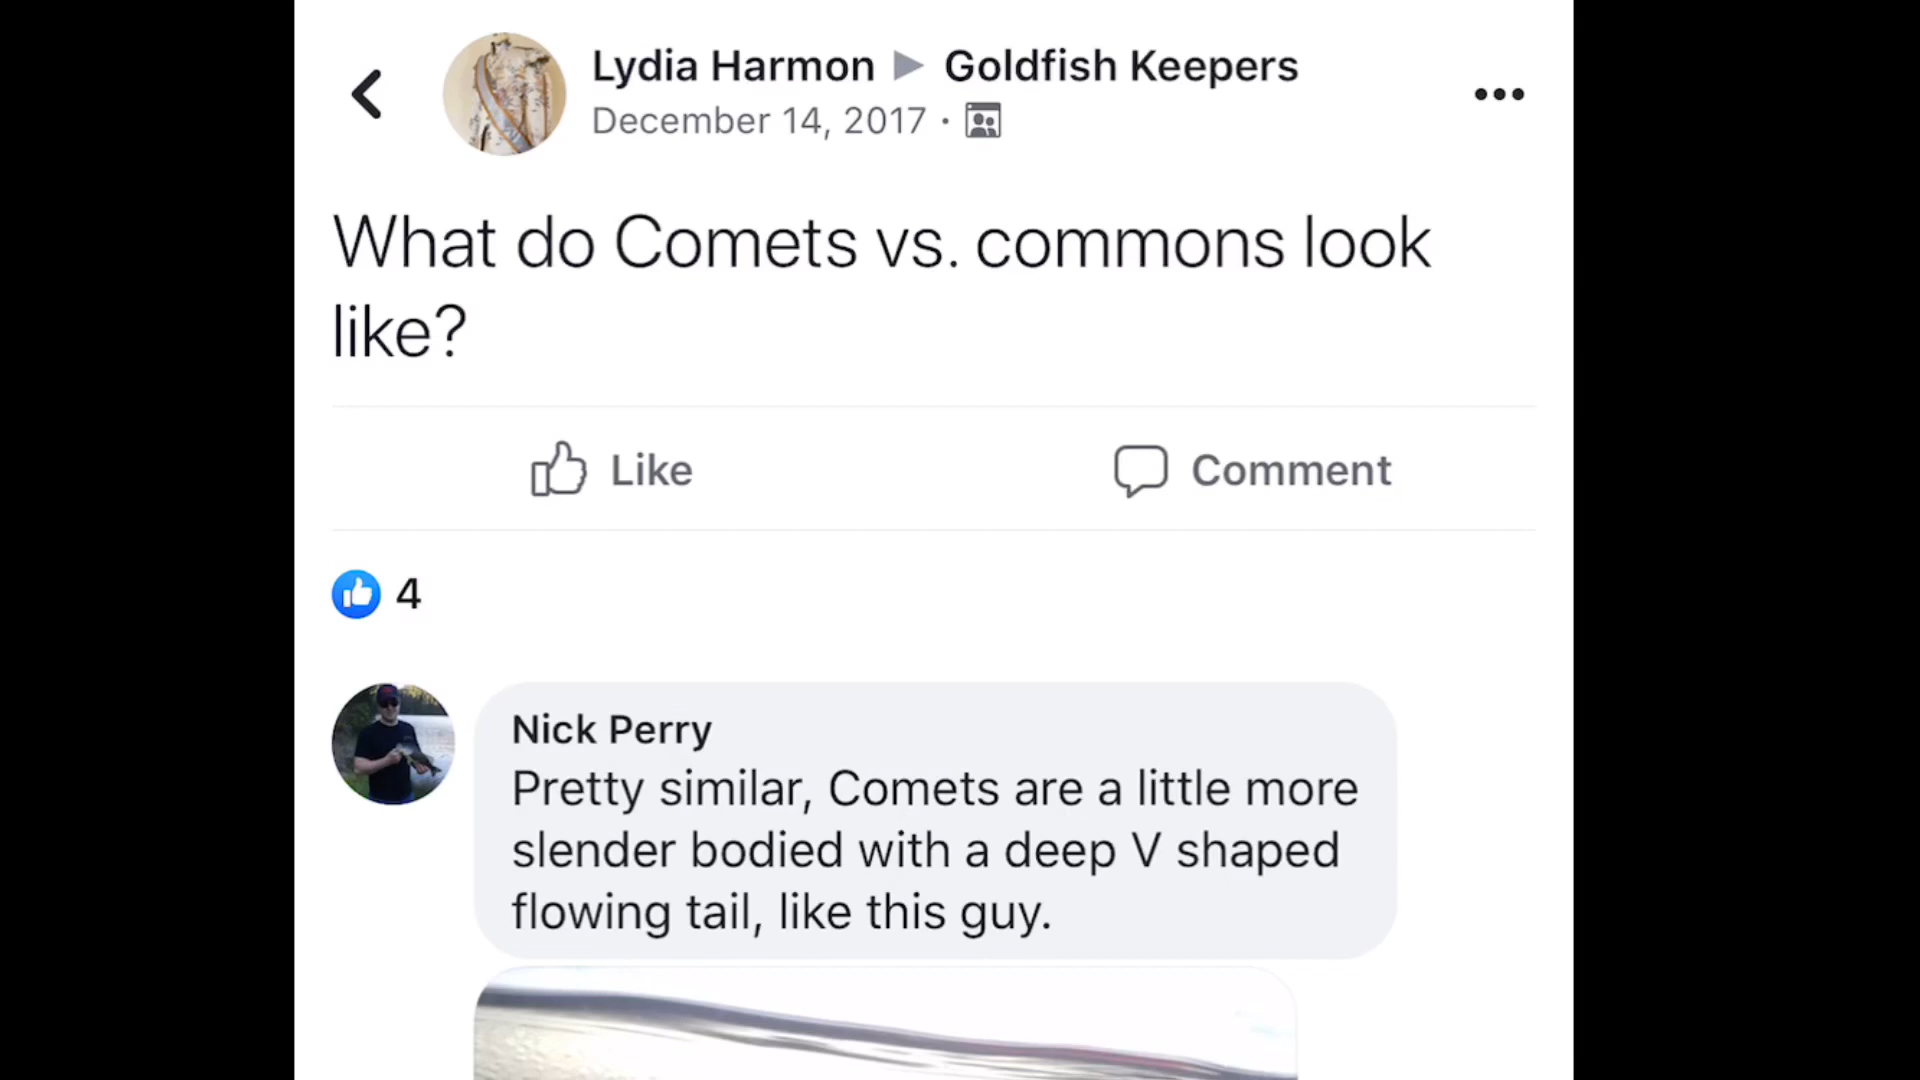 Lydia Harmon ▶ Goldfish Keepers
December 14, 2017 ·
What do Comets vs. commons look
like?
Like
Comment
4
Nick Perry
Pretty similar, Comets are a little more
slender bodied with a deep V shaped
flowing tail, like this guy.